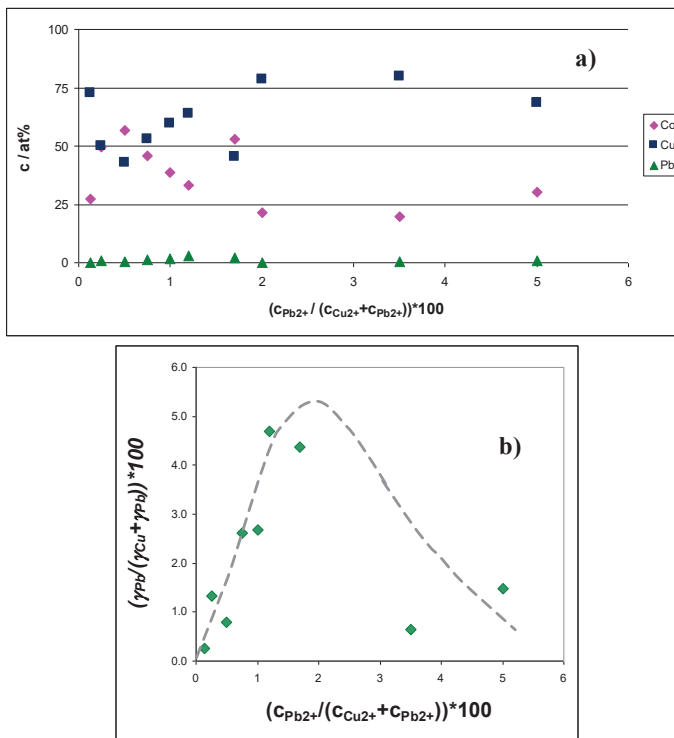 a)
100
75
50
25
0
c / at%
0 1 2 3 4 5 6
(cPb2+ / (cCu2++cPb2+))*100
Co
Cu
Pb
b)
6.0
5.0
4.0
3.0
2.0
1.0
0.0
(γPb/(γCu+γPb))*100
0 1 2 3 4 5 6
(cPb2+/(cCu2++cPb2+))*100